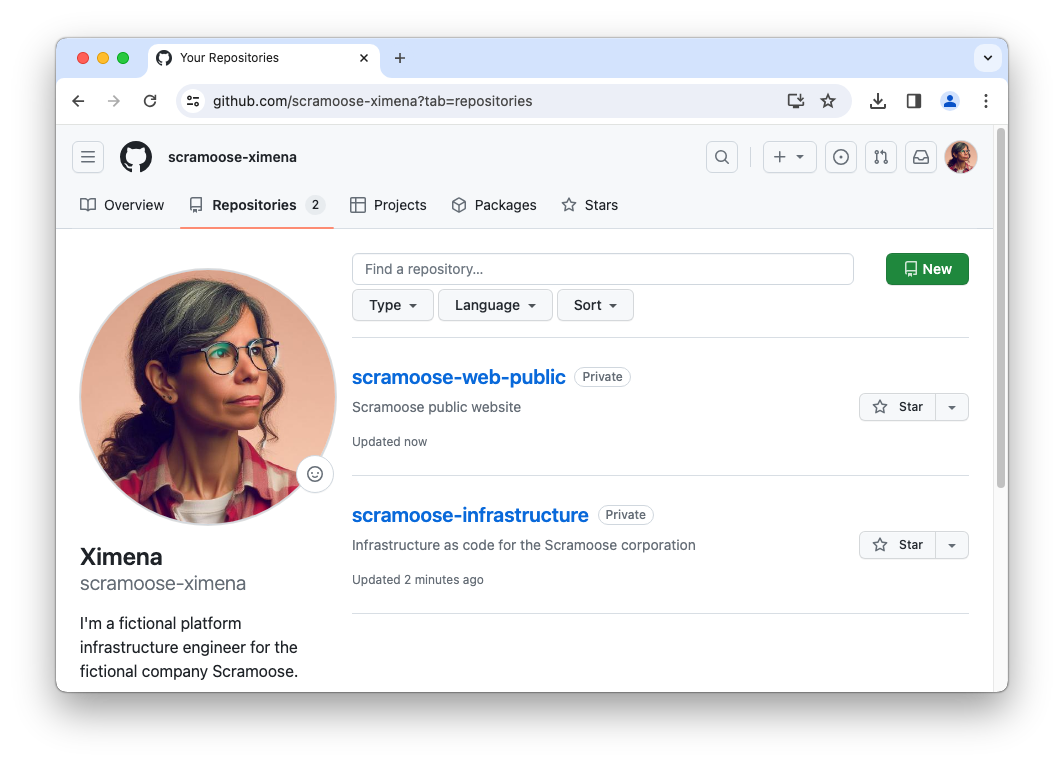 Your Repositories
github.com/scramoose-ximena?tab=repositories
scramoose-ximena
Overview Repositories 2 Projects Packages Stars
Find a repository...
New
Type Language Sort
scramoose-web-public Private
Scramoose public website
Star
Updated now
scramoose-infrastructure Private
Infrastructure as code for the Scramoose corporation
Star
Updated 2 minutes ago
Ximena
scramoose-ximena
I'm a fictional platform
infrastructure engineer for the
fictional company Scramoose.